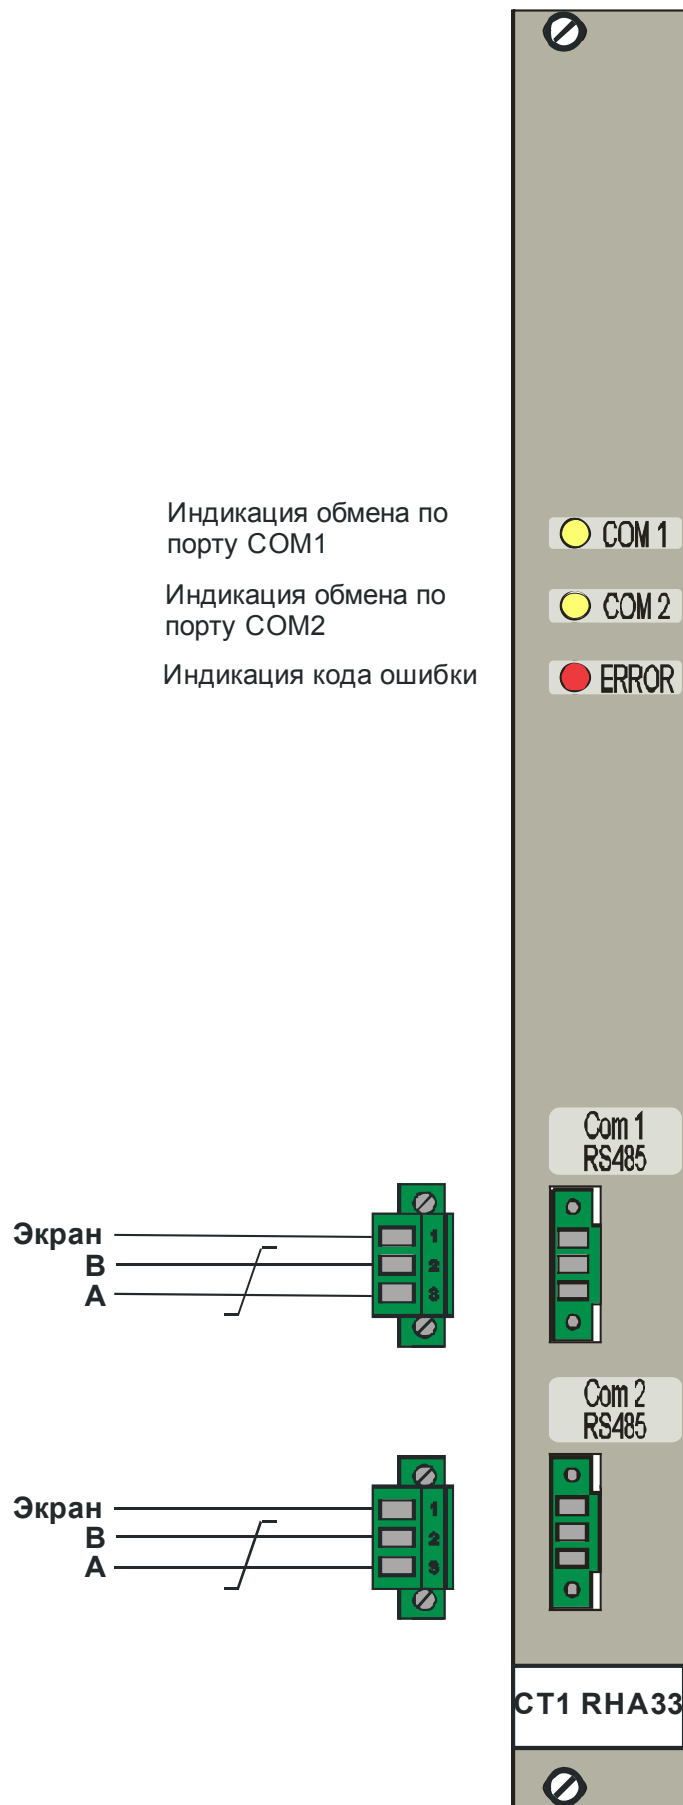 Индикация обмена по
порту COM1
COM 1
Индикация обмена по
порту COM2
COM 2
Индикация кода ошибки
ERROR
Com 1
RS485
Экран
B
A
1
2
3
Com 2
RS485
Экран
B
A
1
2
3
CT1 RHA33